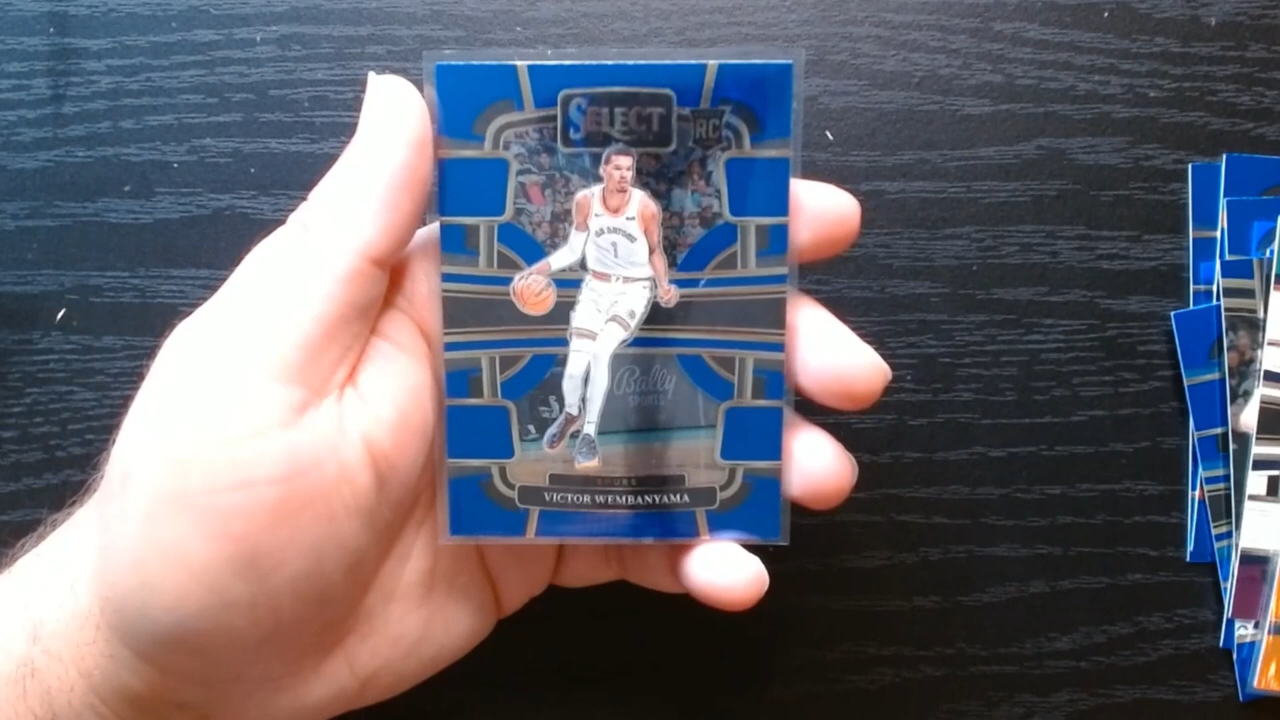 SELECT
RC
SAN ANTONIO
1
Bally
SPORTS
SPURS
VICTOR WEMBANYAMA